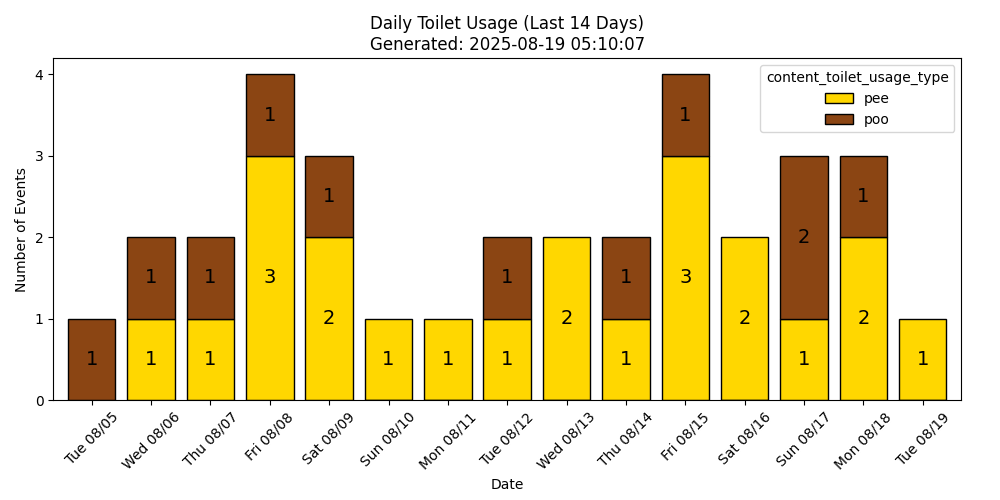 Daily Toilet Usage (Last 14 Days)
Generated: 2025-08-19 05:10:07
content_toilet_usage_type
pee
poo
Number of Events
4
3
2
1
0
1
1
1
1
1
1
3
1
2
1
1
1
1
2
1
1
1
3
2
2
1
1
2
1
Tue 08/05
Wed 08/06
Thu 08/07
Fri 08/08
Sat 08/09
Sun 08/10
Mon 08/11
Tue 08/12
Wed 08/13
Thu 08/14
Fri 08/15
Sat 08/16
Sun 08/17
Mon 08/18
Tue 08/19
Date